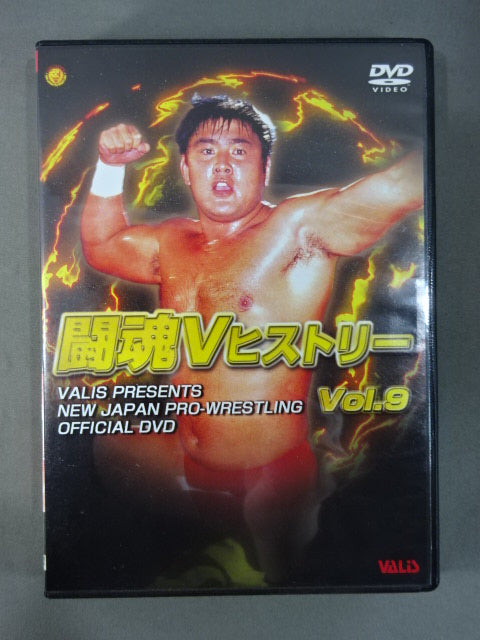 DVD
VIDEO
闘魂Vヒストリー
VALIS PRESENTS
NEW JAPAN PRO-WRESTLING
OFFICIAL DVD
Vol.9
VALIS